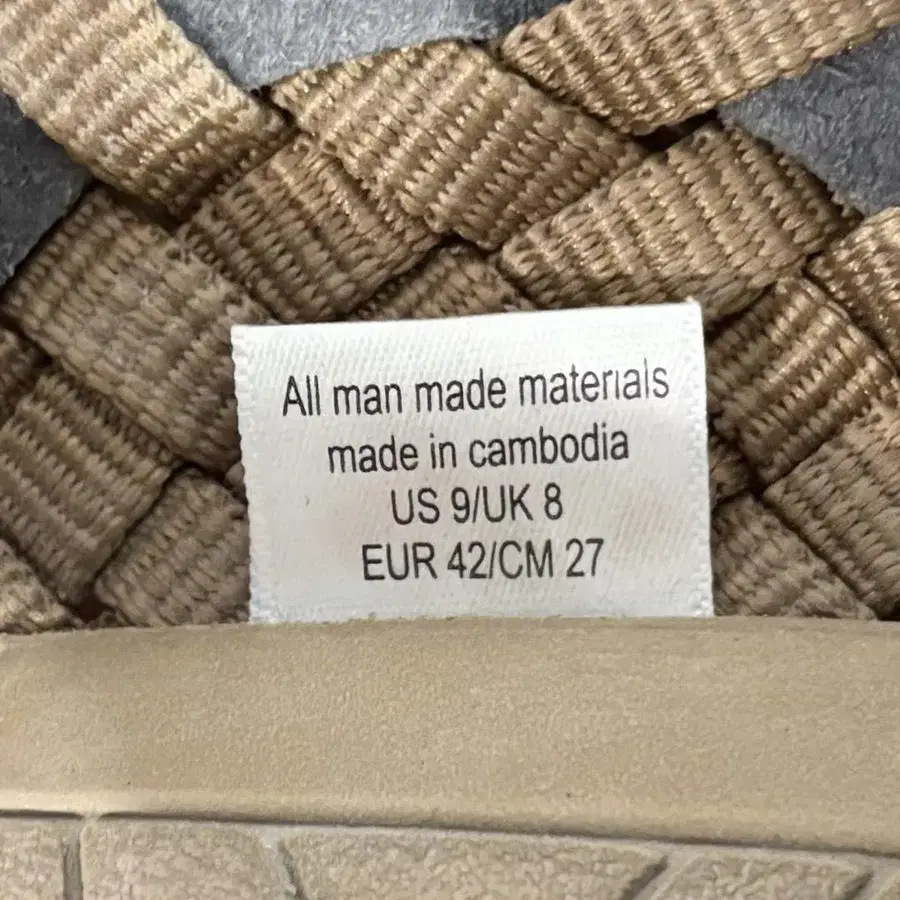 All man made materials
made in cambodia
US 9/UK 8
EUR 42/CM 27